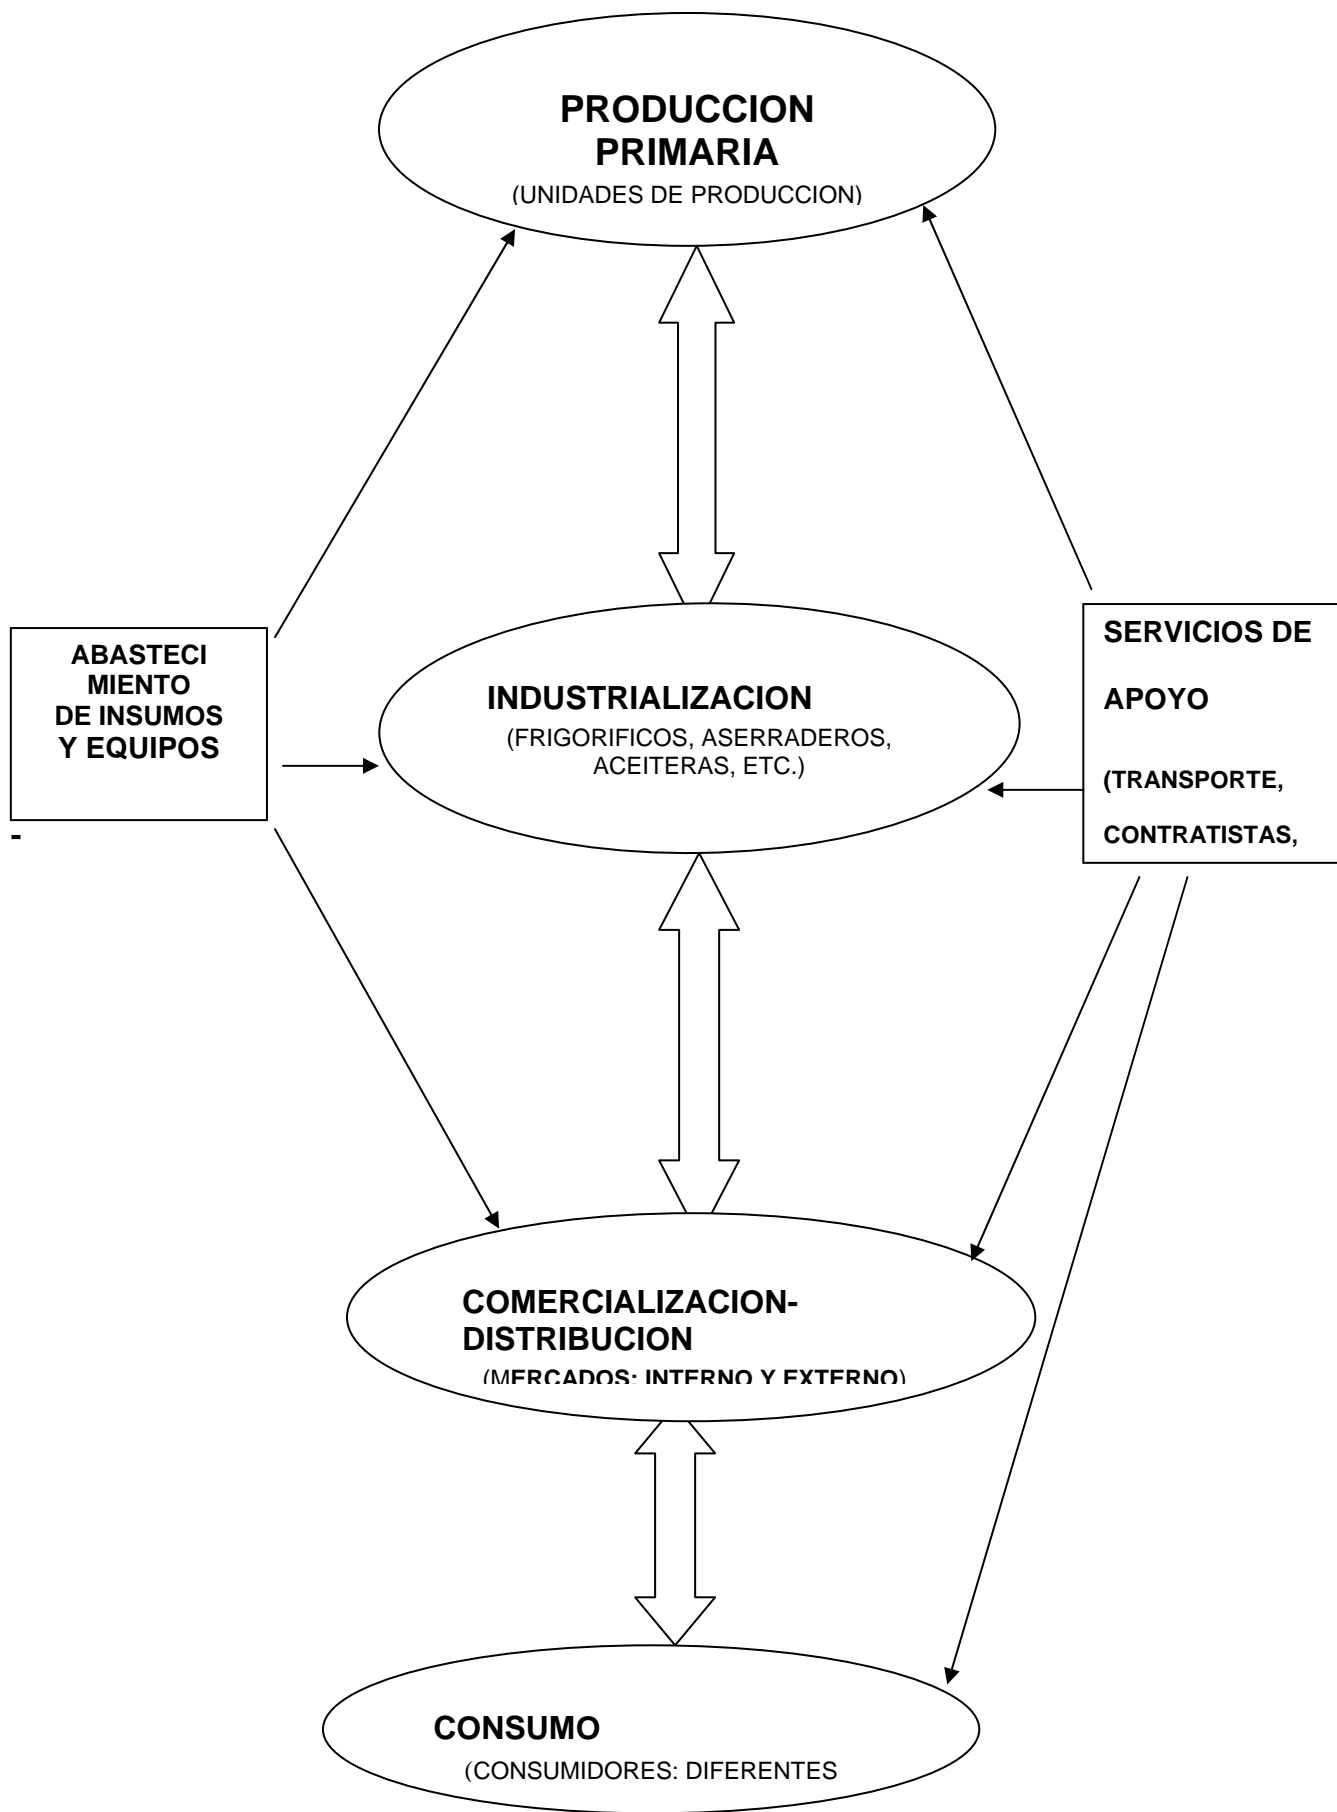 PRODUCCION
PRIMARIA
(UNIDADES DE PRODUCCION)
ABASTECI
MIENTO
DE INSUMOS
Y EQUIPOS
-
INDUSTRIALIZACION
(FRIGORIFICOS, ASERRADEROS,
ACEITERAS, ETC.)
SERVICIOS DE
APOYO
(TRANSPORTE,
CONTRATISTAS,
COMERCIALIZACION-
DISTRIBUCION
(MERCADOS: INTERNO Y EXTERNO)
CONSUMO
(CONSUMIDORES: DIFERENTES